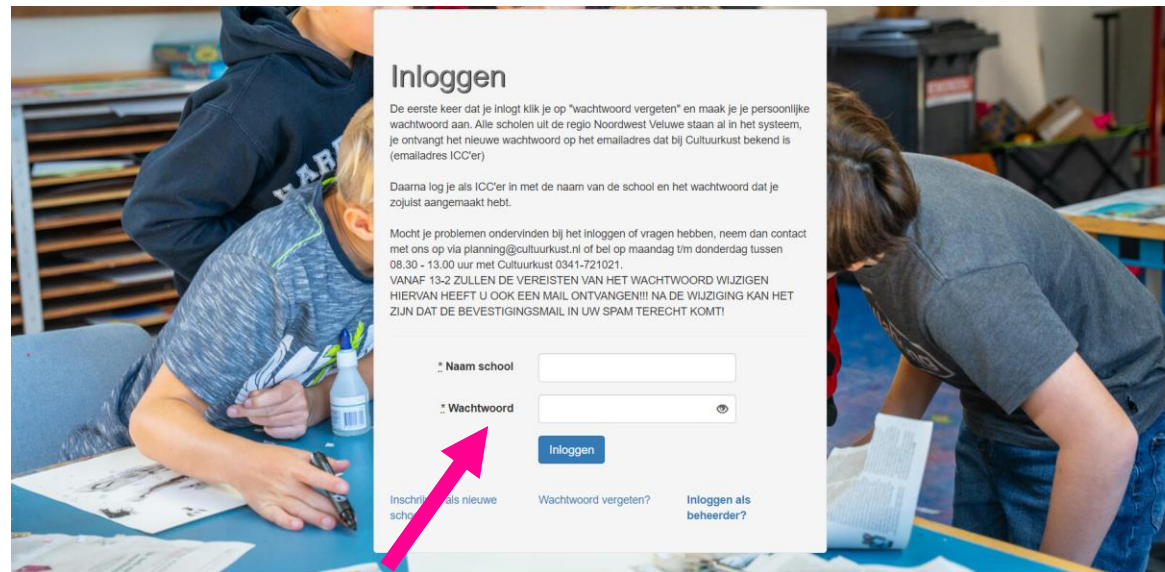 Inloggen
De eerste keer dat je inlogt klik je op "wachtwoord vergeten" en maak je je persoonlijke
wachtwoord aan. Alle scholen uit de regio Noordwest Veluwe staan al in het systeem,
je ontvangt het nieuwe wachtwoord op het emailadres dat bij Cultuurkust bekend is
(emailadres ICC'er)
Daarna log je als ICC'er in met de naam van de school en het wachtwoord dat je
zojuist aangemaakt hebt.
Mocht je problemen ondervinden bij het inloggen of vragen hebben, neem dan contact
met ons op via planning@cultuurkust.nl of bel op maandag t/m donderdag tussen
08.30 - 13.00 uur met Cultuurkust 0341-721021.
VANAF 13-2 ZULLEN DE VEREISTEN VAN HET WACHTWOORD WIJZIGEN
HIERVAN HEEFT U OOK EEN MAIL ONTVANGEN!!! NA DE WIJZIGING KAN HET
ZIJN DAT DE BEVESTIGINGSMAIL IN UW SPAM TERECHT KOMT!
* Naam school
* Wachtwoord
Inloggen
als nieuwe
Wachtwoord vergeten?
Inloggen als
beheerder?